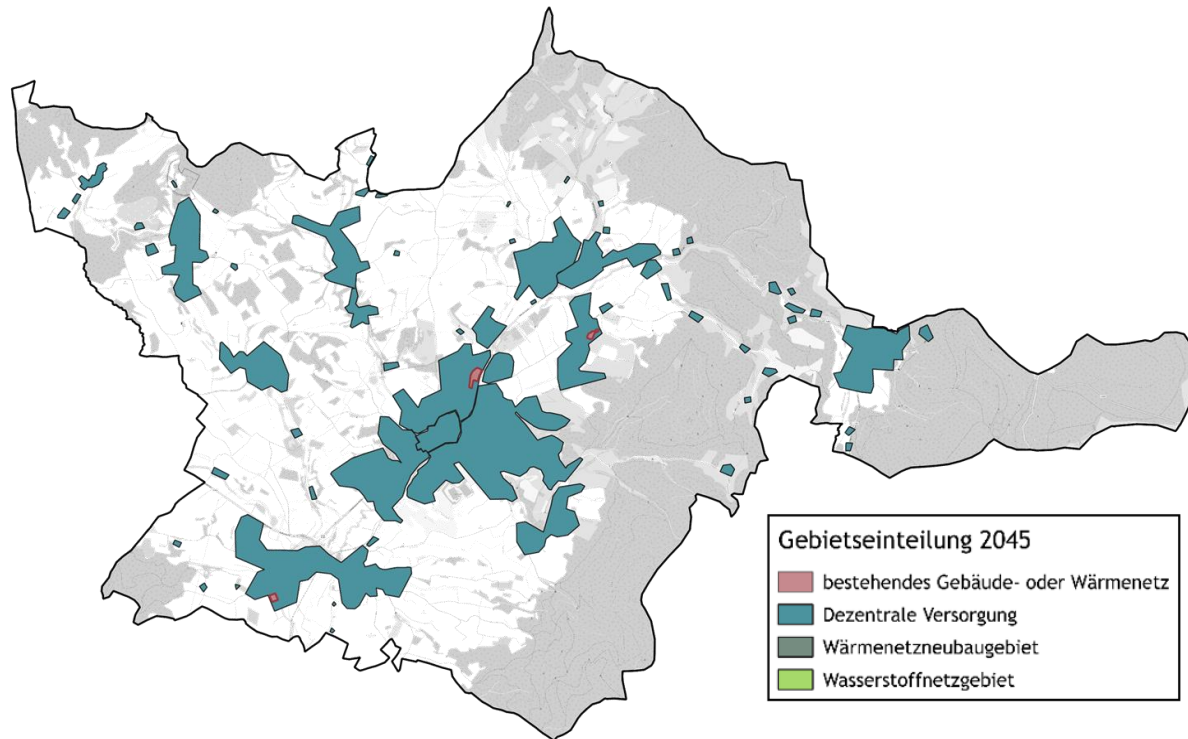 Gebietseinteilung 2045
bestehendes Gebäude- oder Wärmenetz
Dezentrale Versorgung
Wärmenetzneubaugebiet
Wasserstoffnetzgebiet